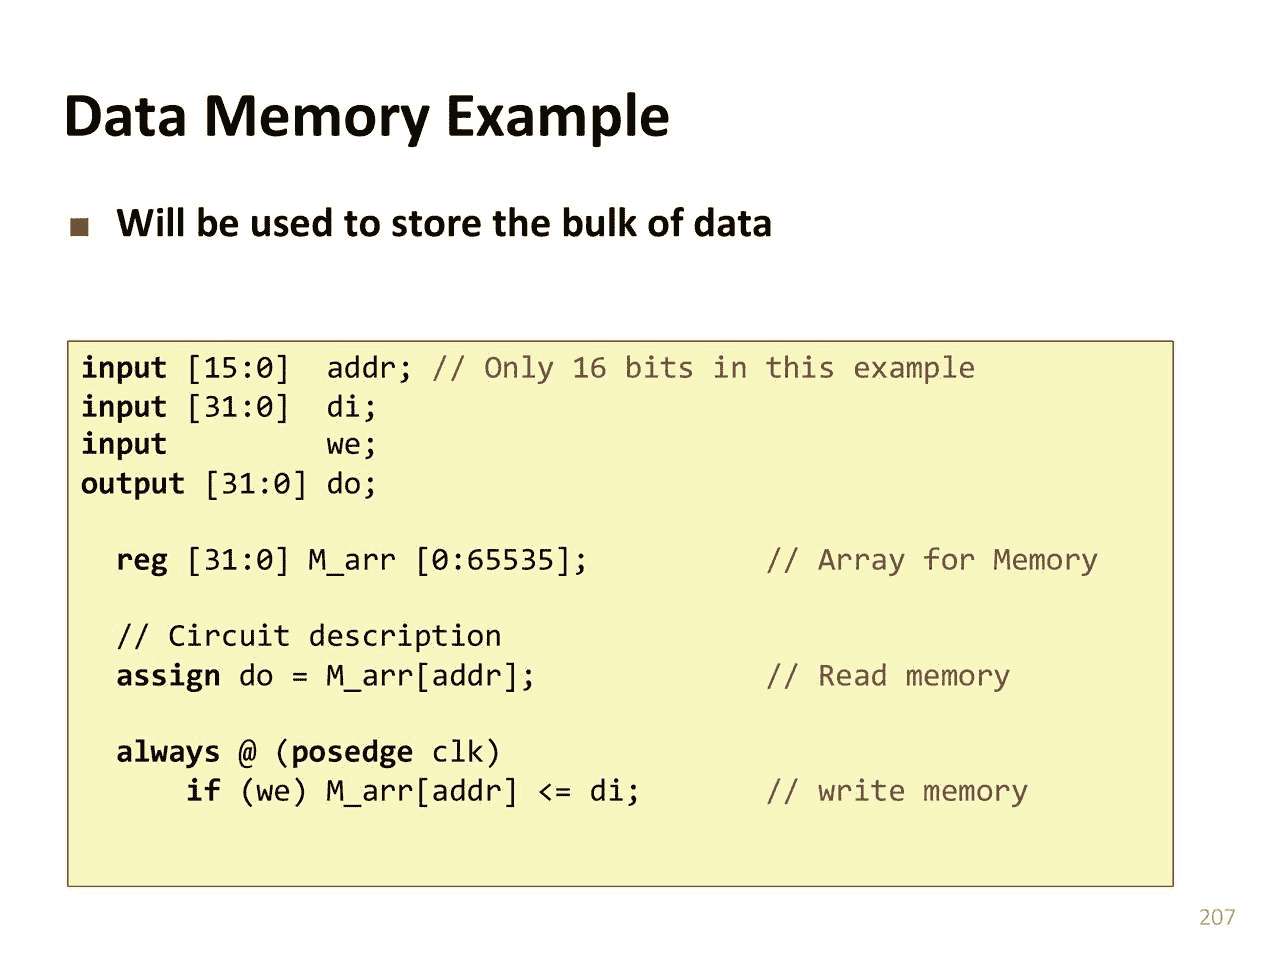 Data Memory Example
■ Will be used to store the bulk of data
input [15:0]  addr; // Only 16 bits in this example
input [31:0]  di;
input         we;
output [31:0] do;
  reg [31:0] M_arr [0:65535];          // Array for Memory
  // Circuit description
  assign do = M_arr[addr];             // Read memory
  always @ (posedge clk)
      if (we) M_arr[addr] <= di;       // write memory
207